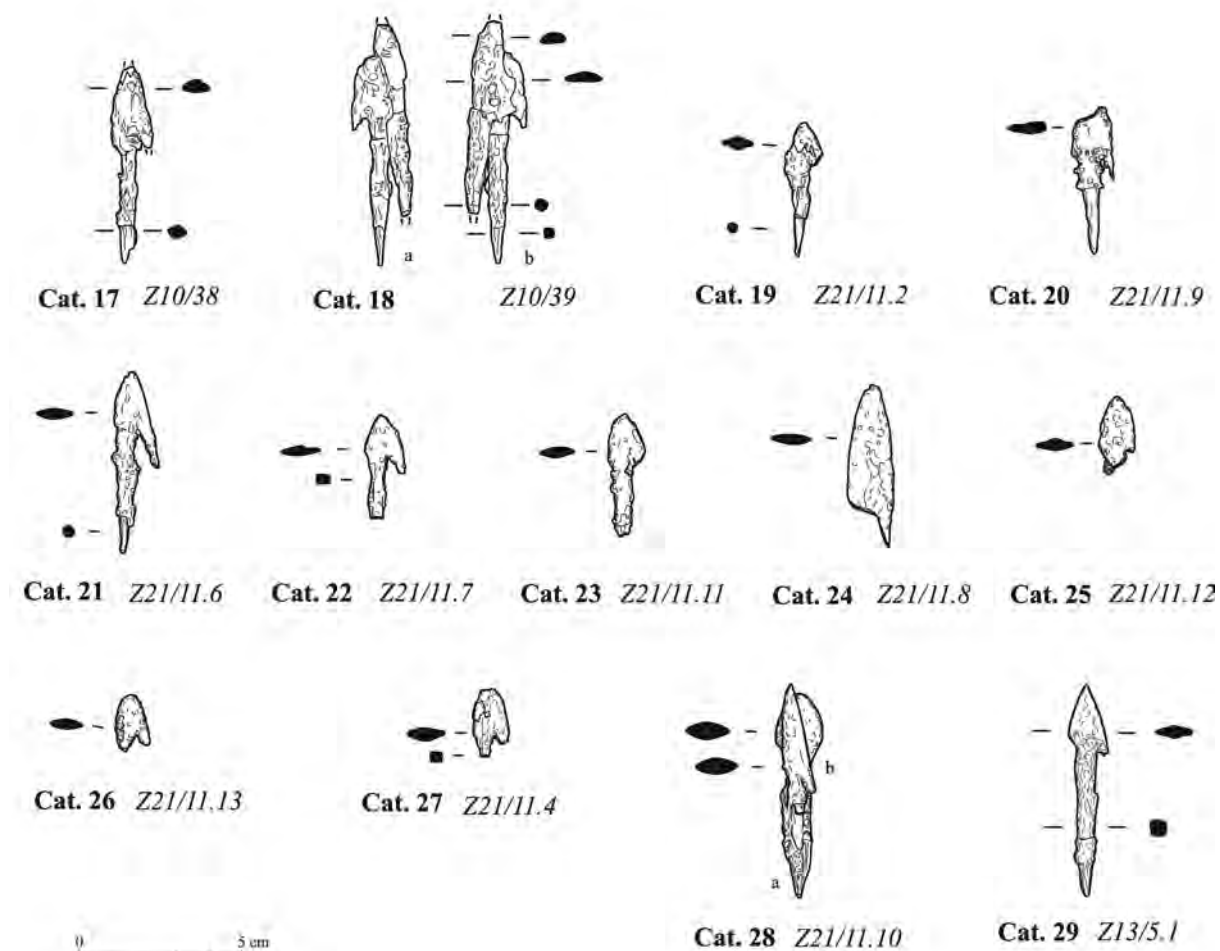 a b
Cat. 17 Z10/38 Cat. 18 Z10/39 Cat. 19 Z21/11.2 Cat. 20 Z21/11.9
Cat. 21 Z21/11.6 Cat. 22 Z21/11.7 Cat. 23 Z21/11.11 Cat. 24 Z21/11.8 Cat. 25 Z21/11.12
b
Cat. 26 Z21/11.13 Cat. 27 Z21/11.4
a
Cat. 28 Z21/11.10 Cat. 29 Z13/5.1
0 5 cm